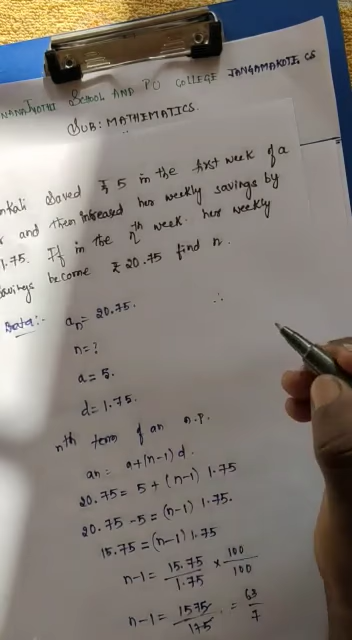 SCHOOL AND PU COLLEGE JANGAMAKOTE, CS
SUB: MATHEMATICS.
saved ₹ 5 in the first week of a
and then increased her weekly savings by
1.75. If in the nth week. her weekly
savings become ₹ 20.75 find n.
Data:- an = 20.75.
n = ?
a = 5.
d = 1.75.
nth term of an A.P.
an = a+(n-1) d.
20.75 = 5 + (n-1) 1.75
20.75 - 5 = (n-1) 1.75.
15.75 = (n-1) 1.75
n-1 = 15.75/1.75 × 100/100
n-1 = 1575/175 = 63/7